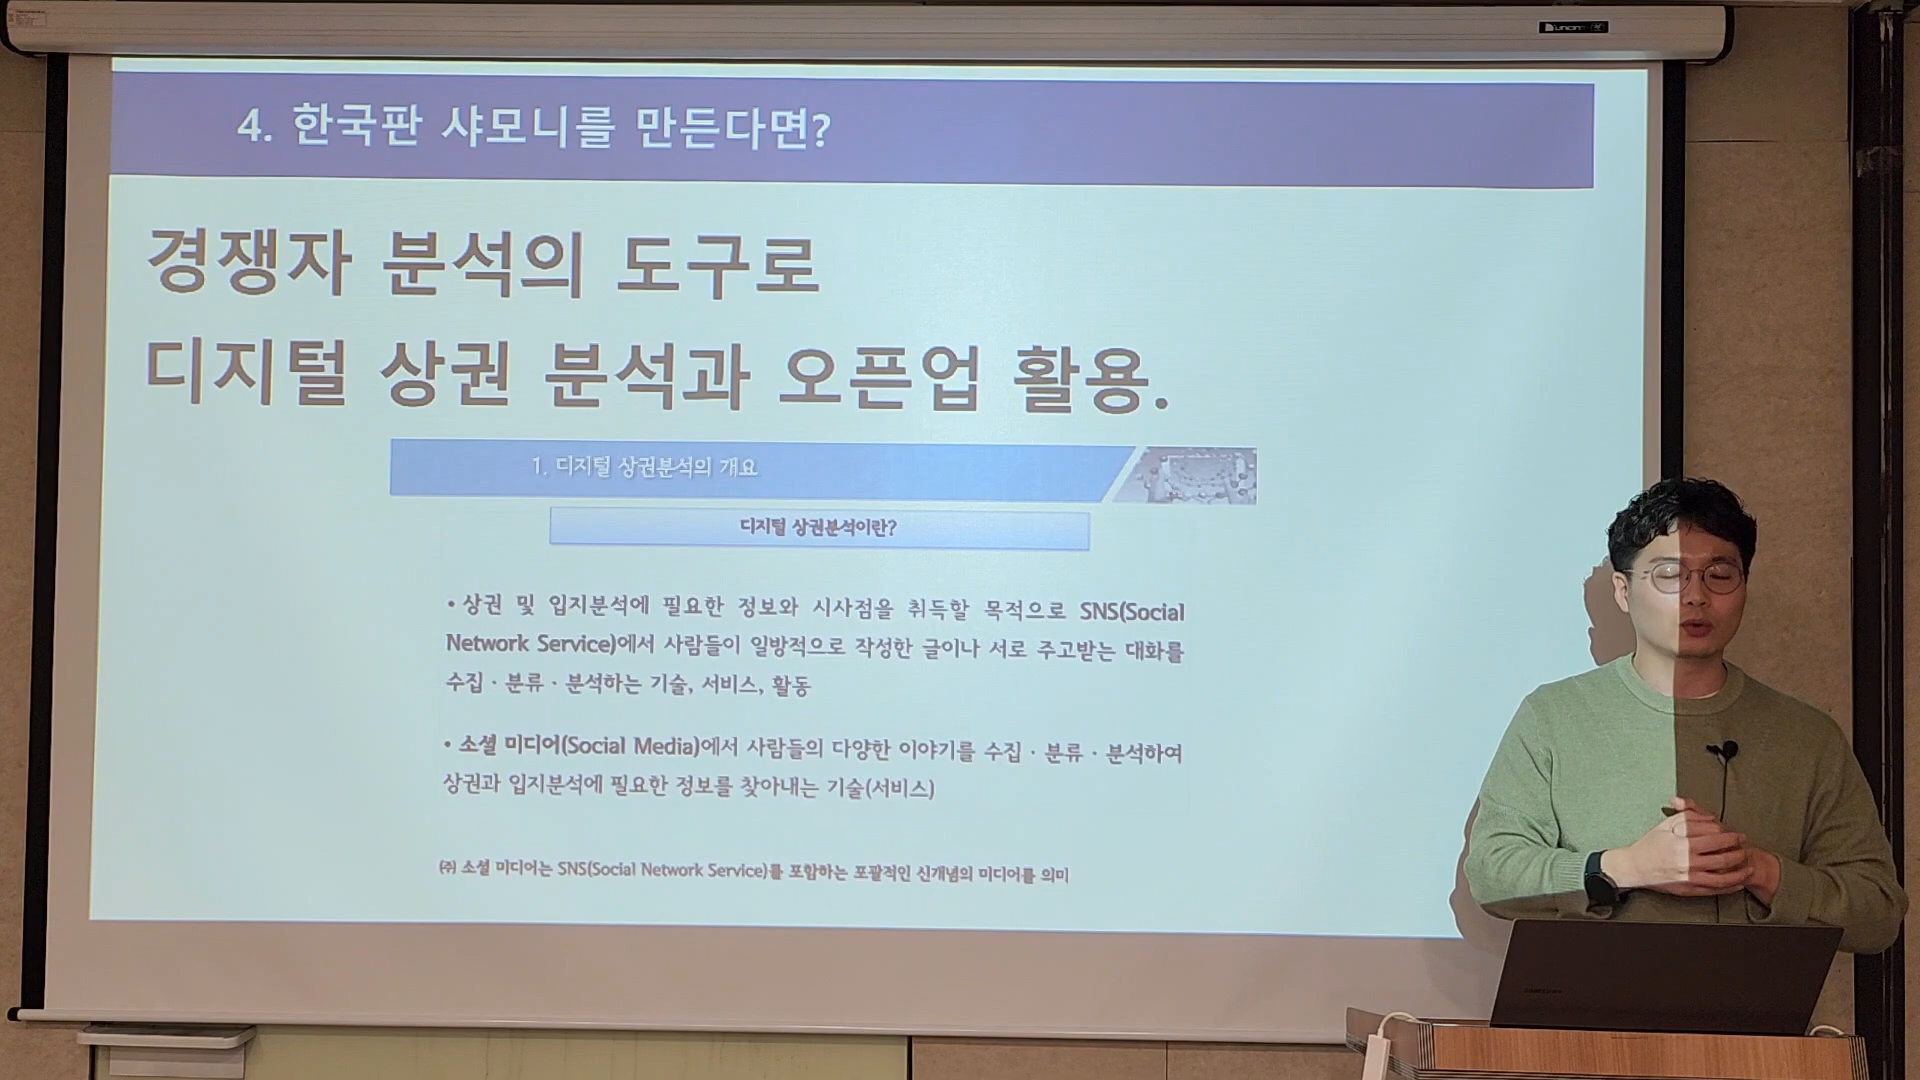 4. 한국판 샤모니를 만든다면?
경쟁자 분석의 도구로
디지털 상권 분석과 오픈업 활용.
1. 디지털 상권분석의 개요
디지털 상권분석이란?
• 상권 및 입지분석에 필요한 정보와 시사점을 취득할 목적으로 SNS(Social
Network Service)에서 사람들이 일방적으로 작성한 글이나 서로 주고받는 대화를
수집 · 분류 · 분석하는 기술, 서비스, 활동
• 소셜 미디어(Social Media)에서 사람들의 다양한 이야기를 수집 · 분류 · 분석하여
상권과 입지분석에 필요한 정보를 찾아내는 기술(서비스)
㈜ 소셜 미디어는 SNS(Social Network Service)를 포함하는 포괄적인 신개념의 미디어를 의미
SAMSUNG